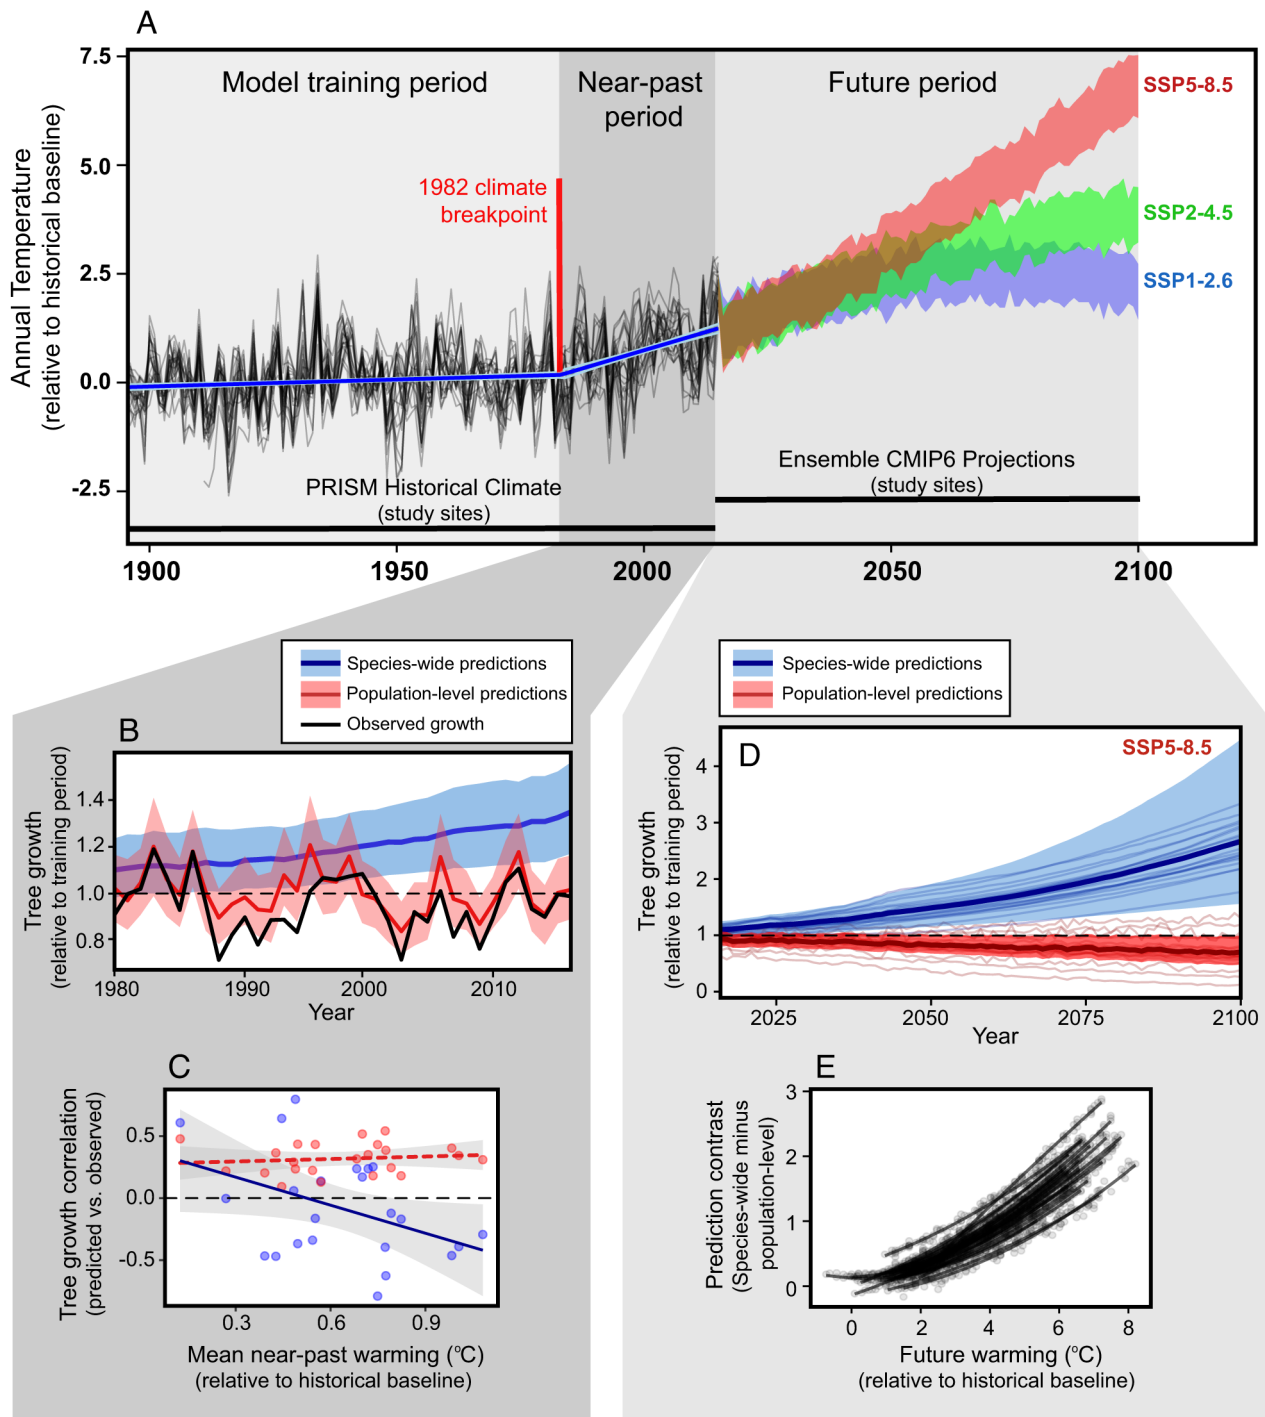 A
7.5
5.0
2.5
0.0
-2.5
Annual Temperature
(relative to historical baseline)
Model training period
Near-past
period
Future period
SSP5-8.5
SSP2-4.5
SSP1-2.6
1982 climate
breakpoint
PRISM Historical Climate
(study sites)
Ensemble CMIP6 Projections
(study sites)
1900
1950
2000
2050
2100
Species-wide predictions
Population-level predictions
Observed growth
B
Tree growth
(relative to training period)
1.4
1.2
1.0
0.8
1980
1990
2000
2010
Year
C
Tree growth correlation
(predicted vs. observed)
0.5
0.0
-0.5
0.3
0.6
0.9
Mean near-past warming (°C)
(relative to historical baseline)
Species-wide predictions
Population-level predictions
D
SSP5-8.5
Tree growth
(relative to training period)
4
3
2
1
0
2025
2050
2075
2100
Year
E
Prediction contrast
(Species-wide minus
population-level)
3
2
1
0
0
2
4
6
8
Future warming (°C)
(relative to historical baseline)